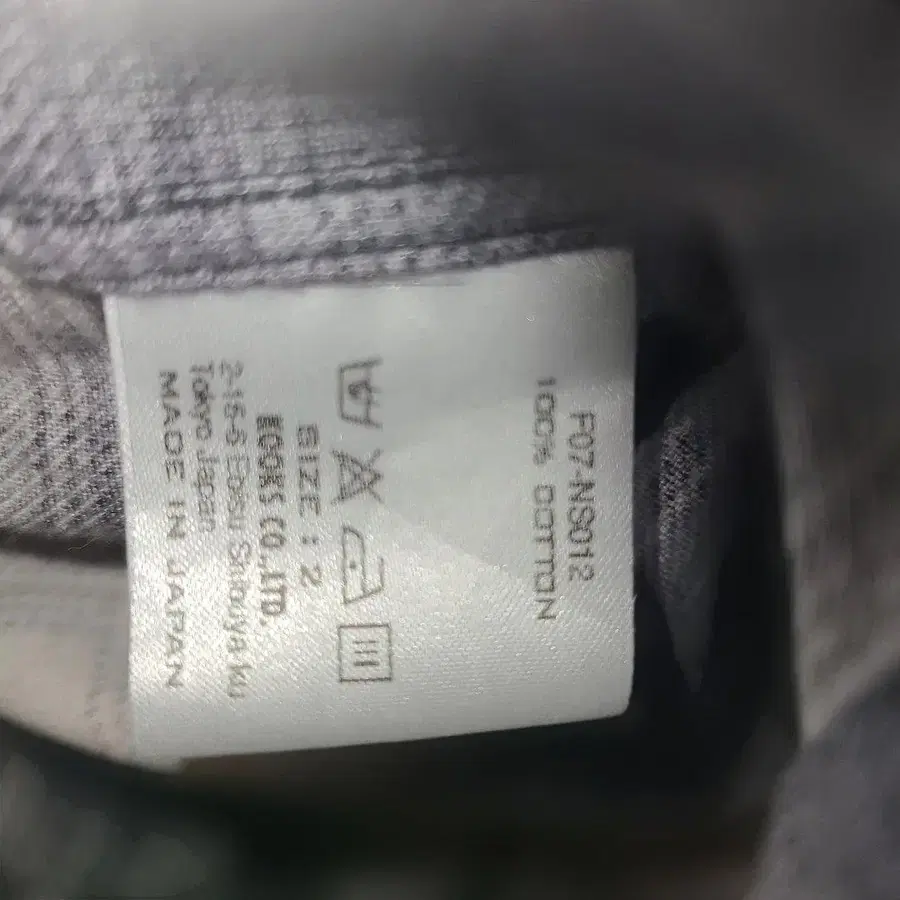 F07-NS012
100% COTTON
SIZE : 2
CO.,LTD.
2-16-6 Ebisu Shibuya-ku
Tokyo Japan
MADE IN JAPAN